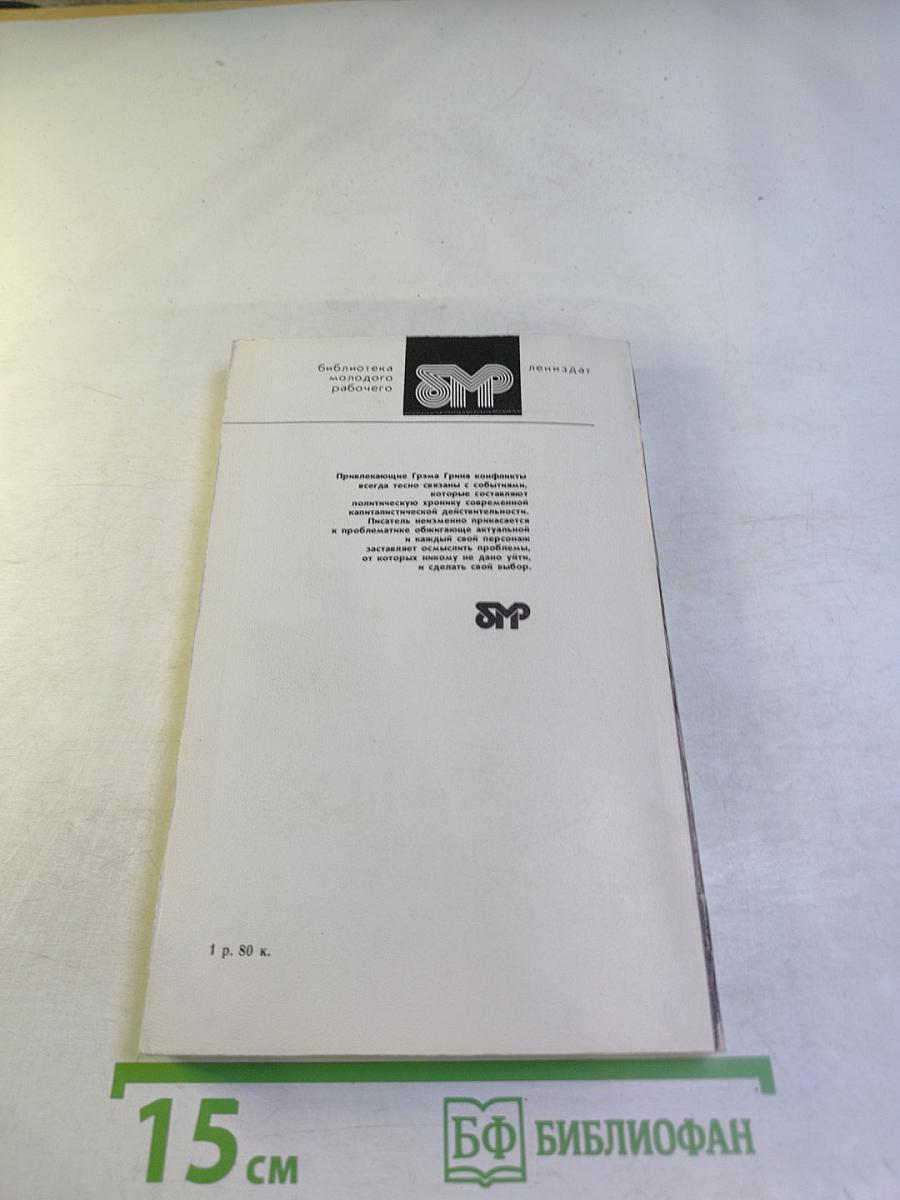 библиотека
молодого
рабочего
бмр
лениздат
Привлекающие Грэма Грина конфликты
всегда тесно связаны с событиями,
которые составляют
политическую хронику современной
капиталистической действительности.
Писатель неизменно прикасается
к проблематике обжигающе актуальной
и каждый свой персонаж
заставляет осмыслить проблемы,
от которых никому не дано уйти,
и сделать свой выбор.
бмр
1 р. 80 к.
15 см
БФ БИБЛИОФАН